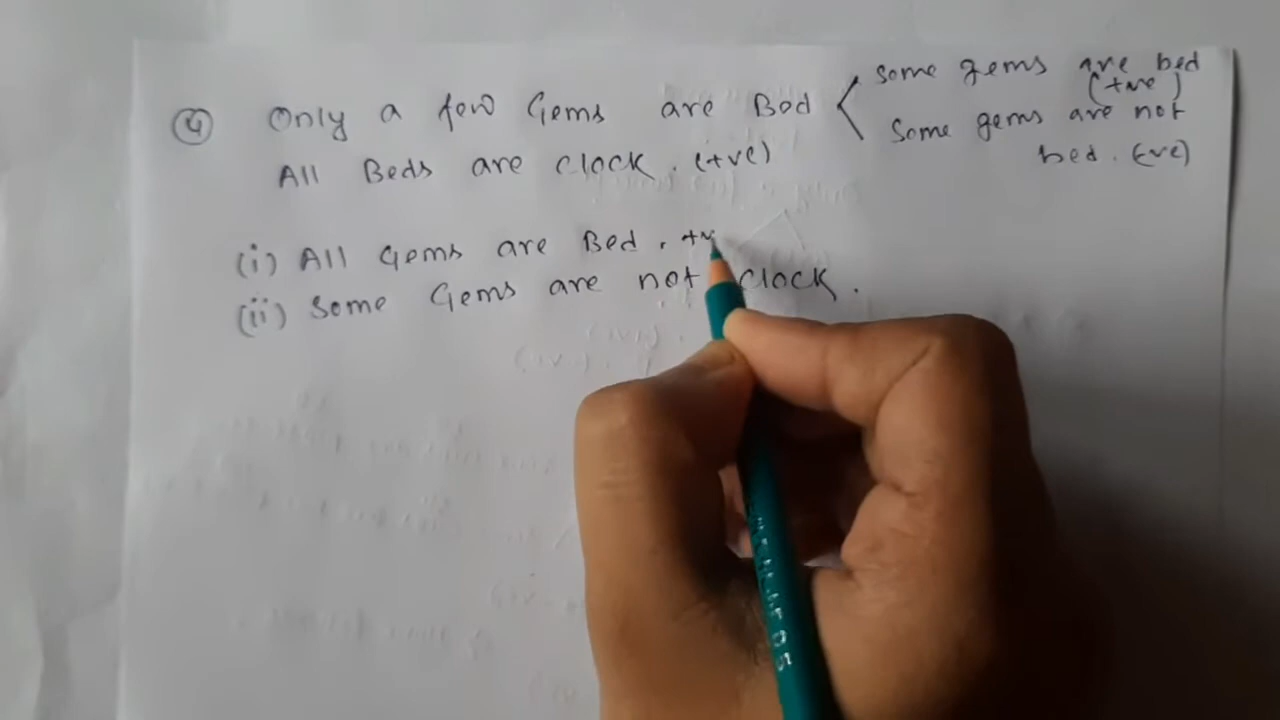 (4) Only a few Gems are Bed < some gems are bed (+ve)
Some gems are not bed. (-ve)
All Beds are clock. (+ve)
(i) All Gems are Bed. +v
(ii) Some Gems are not clock.